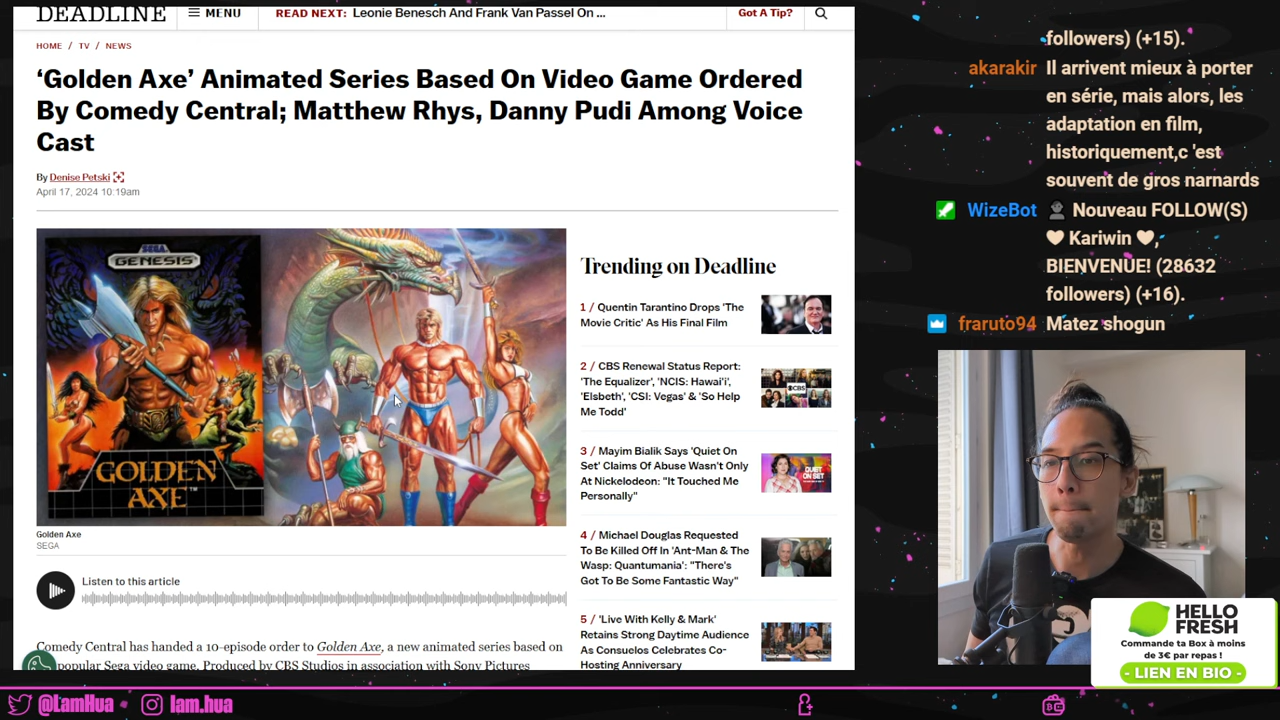 DEADLINE
MENU
READ NEXT: Leonie Benesch And Frank Van Passel On ...
Got A Tip?
HOME / TV / NEWS
‘Golden Axe’ Animated Series Based On Video Game Ordered
By Comedy Central; Matthew Rhys, Danny Pudi Among Voice
Cast
By Denise Petski
April 17, 2024 10:19am
SEGA
GENESIS
GOLDEN
AXE™
Golden Axe
SEGA
Listen to this article
Comedy Central has handed a 10-episode order to Golden Axe, a new animated series based on
popular Sega video game. Produced by CBS Studios in association with Sony Pictures
Trending on Deadline
1 / Quentin Tarantino Drops 'The
Movie Critic' As His Final Film
2 / CBS Renewal Status Report:
'The Equalizer', 'NCIS: Hawai'i',
'Elsbeth', 'CSI: Vegas' & 'So Help
Me Todd'
CBS
3 / Mayim Bialik Says 'Quiet On
Set' Claims Of Abuse Wasn't Only
At Nickelodeon: "It Touched Me
Personally"
QUIET
ON
SET
4 / Michael Douglas Requested
To Be Killed Off In 'Ant-Man & The
Wasp: Quantumania': "There's
Got To Be Some Fantastic Way"
5 / 'Live With Kelly & Mark'
Retains Strong Daytime Audience
As Consuelos Celebrates Co-
Hosting Anniversary
followers) (+15).
akarakir Il arrivent mieux à porter
en série, mais alors, les
adaptation en film,
historiquement,c 'est
souvent de gros narnards
WizeBot Nouveau FOLLOW(S)
Kariwin ,
BIENVENUE! (28632
followers) (+16).
fraruto94 Matez shogun
HELLO
FRESH
Commande ta Box à moins
de 3€ par repas !
- LIEN EN BIO -
@LamHua
lam.hua